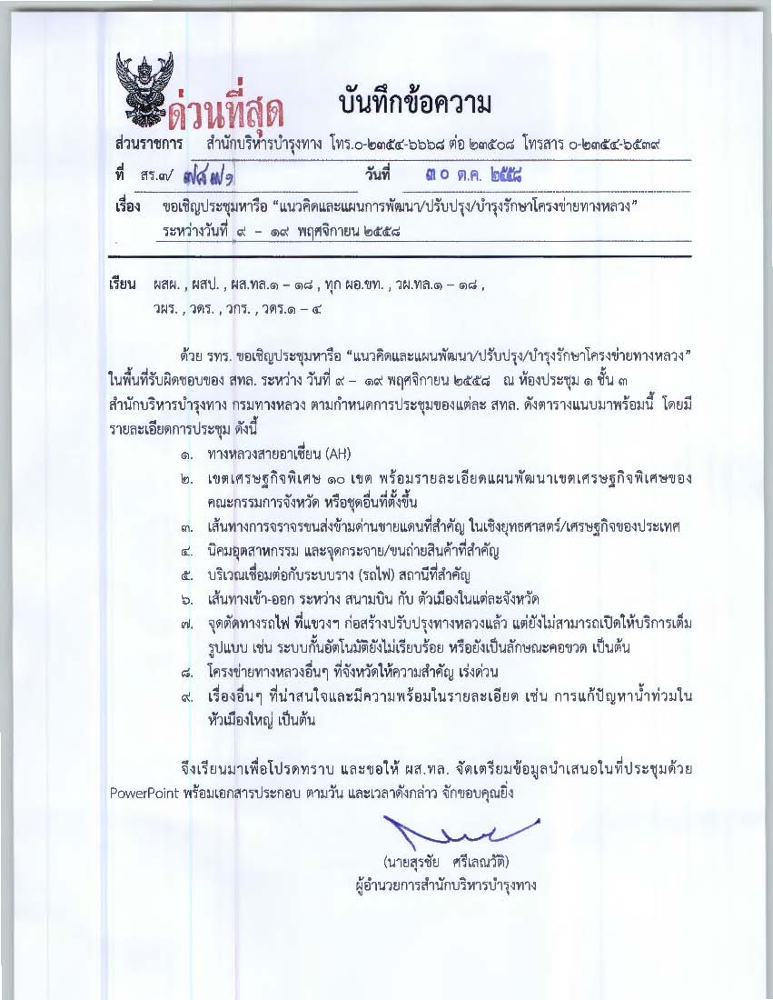 ด่วนที่สุด
บันทึกข้อความ
ส่วนราชการ สำนักบริหารบำรุงทาง โทร.๐-๒๓๕๔-๖๖๖๘ ต่อ ๒๓๕๐๘ โทรสาร ๐-๒๓๕๔-๖๕๓๙
ที่ สร.๓/ วันที่ ๓๐ ต.ค. ๒๕๕๘
เรื่อง ขอเชิญประชุมหารือ “แนวคิดและแผนการพัฒนา/ปรับปรุง/บำรุงรักษาโครงข่ายทางหลวง”
ระหว่างวันที่ ๙ – ๑๙ พฤศจิกายน ๒๕๕๘
เรียน ผสผ. , ผสป. , ผส.ทล.๑ – ๑๘ , ทุก ผอ.ขท. , วผ.ทล.๑ – ๑๘ ,
วผร. , วดร. , วกร. , วดร.๑ – ๔
ด้วย รทร. ขอเชิญประชุมหารือ “แนวคิดและแผนพัฒนา/ปรับปรุง/บำรุงรักษาโครงข่ายทางหลวง”
ในพื้นที่รับผิดชอบของ สทล. ระหว่าง วันที่ ๙ – ๑๙ พฤศจิกายน ๒๕๕๘ ณ ห้องประชุม ๑ ชั้น ๓
สำนักบริหารบำรุงทาง กรมทางหลวง ตามกำหนดการประชุมของแต่ละ สทล. ดังตารางแนบมาพร้อมนี้ โดยมี
รายละเอียดการประชุม ดังนี้
๑. ทางหลวงสายอาเซี่ยน (AH)
๒. เขตเศรษฐกิจพิเศษ ๑๐ เขต พร้อมรายละเอียดแผนพัฒนาเขตเศรษฐกิจพิเศษของ
คณะกรรมการจังหวัด หรือชุดอื่นที่ตั้งขึ้น
๓. เส้นทางการจราจรขนส่งข้ามด่านชายแดนที่สำคัญ ในเชิงยุทธศาสตร์/เศรษฐกิจของประเทศ
๔. นิคมอุตสาหกรรม และจุดกระจาย/ขนถ่ายสินค้าที่สำคัญ
๕. บริเวณเชื่อมต่อกับระบบราง (รถไฟ) สถานีที่สำคัญ
๖. เส้นทางเข้า-ออก ระหว่าง สนามบิน กับ ตัวเมืองในแต่ละจังหวัด
๗. จุดตัดทางรถไฟ ที่แขวงฯ ก่อสร้างปรับปรุงทางหลวงแล้ว แต่ยังไม่สามารถเปิดให้บริการเต็ม
รูปแบบ เช่น ระบบกั้นอัตโนมัติยังไม่เรียบร้อย หรือยังเป็นลักษณะคอขวด เป็นต้น
๘. โครงข่ายทางหลวงอื่นๆ ที่จังหวัดให้ความสำคัญ เร่งด่วน
๙. เรื่องอื่นๆ ที่น่าสนใจและมีความพร้อมในรายละเอียด เช่น การแก้ปัญหาน้ำท่วมใน
หัวเมืองใหญ่ เป็นต้น
จึงเรียนมาเพื่อโปรดทราบ และขอให้ ผส.ทล. จัดเตรียมข้อมูลนำเสนอในที่ประชุมด้วย
PowerPoint พร้อมเอกสารประกอบ ตามวัน และเวลาดังกล่าว จักขอบคุณยิ่ง
(นายสุรชัย ศรีเลณวัติ)
ผู้อำนวยการสำนักบริหารบำรุงทาง